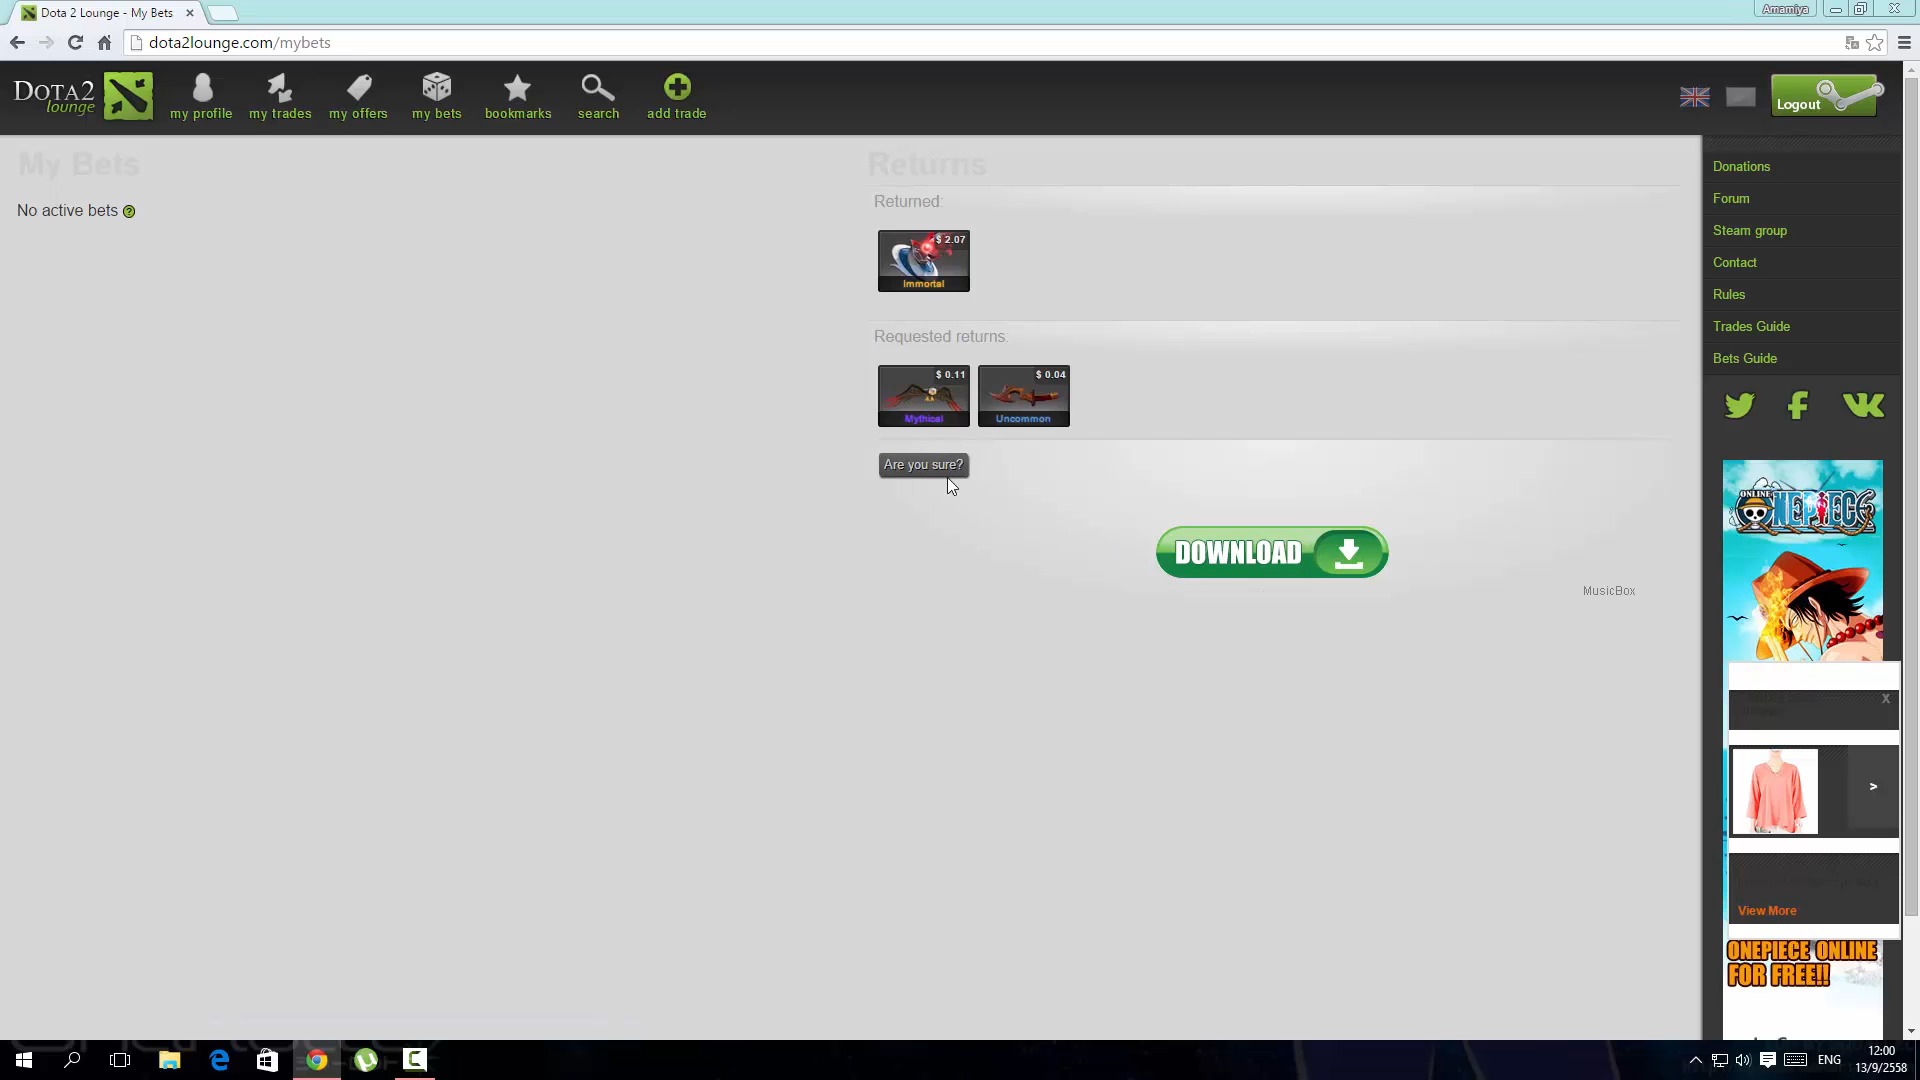 Dota 2 Lounge - My Bets
Amamiya
dota2lounge.com/mybets
DOTA2
lounge
my profile
my trades
my offers
my bets
bookmarks
search
add trade
Logout
My Bets
No active bets ?
Returns
Returned:
$ 2.07
Immortal
Requested returns:
$ 0.11
Mythical
$ 0.04
Uncommon
Are you sure?
DOWNLOAD
MusicBox
Donations
Forum
Steam group
Contact
Rules
Trades Guide
Bets Guide
ONLINE
ONEPIECE
X
>
View More
ONEPIECE ONLINE
FOR FREE!!
ENG
12:00
13/9/2558